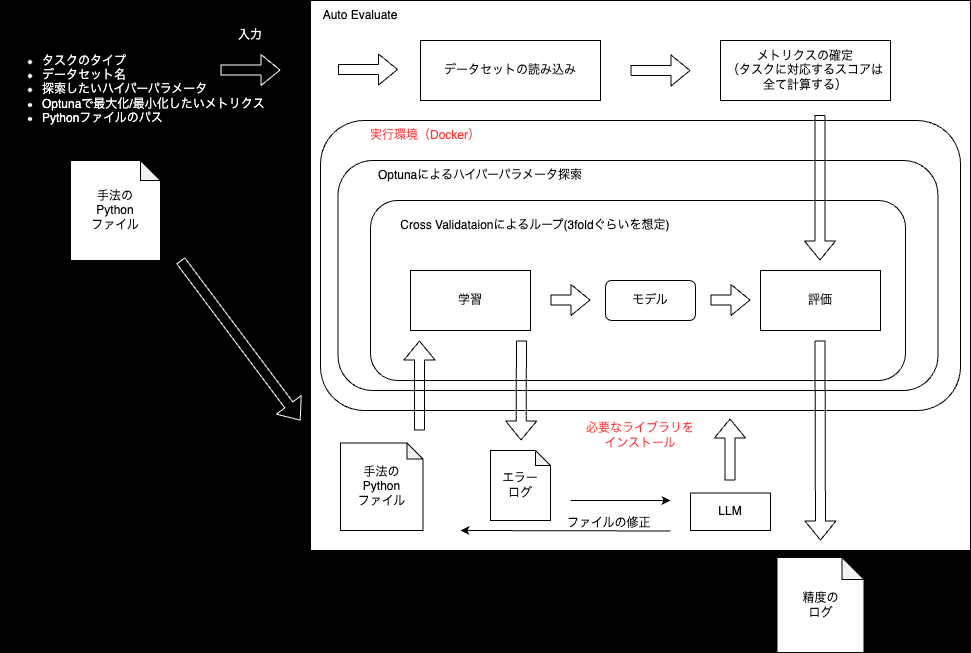 Auto Evaluate
入力
タスクのタイプ
データセット名
探索したいハイパーパラメータ
Optunaで最大化/最小化したいメトリクス
Pythonファイルのパス
データセットの読み込み
メトリクスの確定
（タスクに対応するスコアは
全て計算する）
実行環境（Docker）
Optunaによるハイパーパラメータ探索
Cross Validataionによるループ(3foldぐらいを想定)
手法の
Python
ファイル
学習
モデル
評価
必要なライブラリを
インストール
手法の
Python
ファイル
エラー
ログ
ファイルの修正
LLM
精度の
ログ